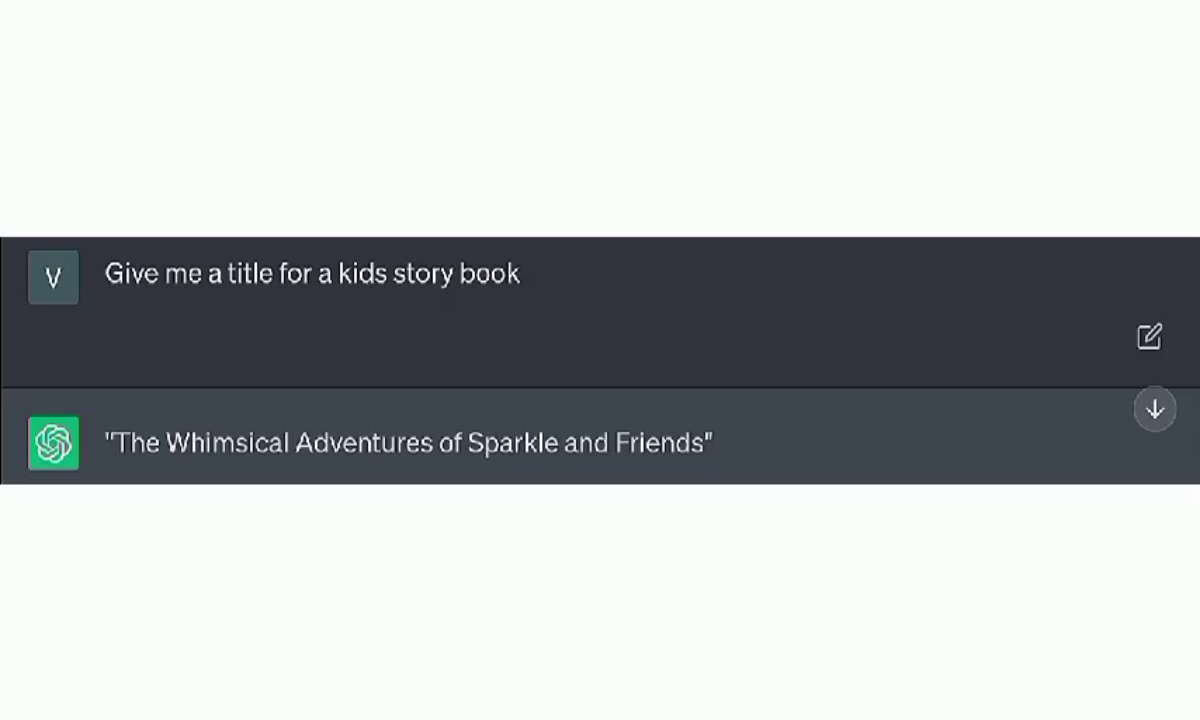 V
Give me a title for a kids story book
"The Whimsical Adventures of Sparkle and Friends"